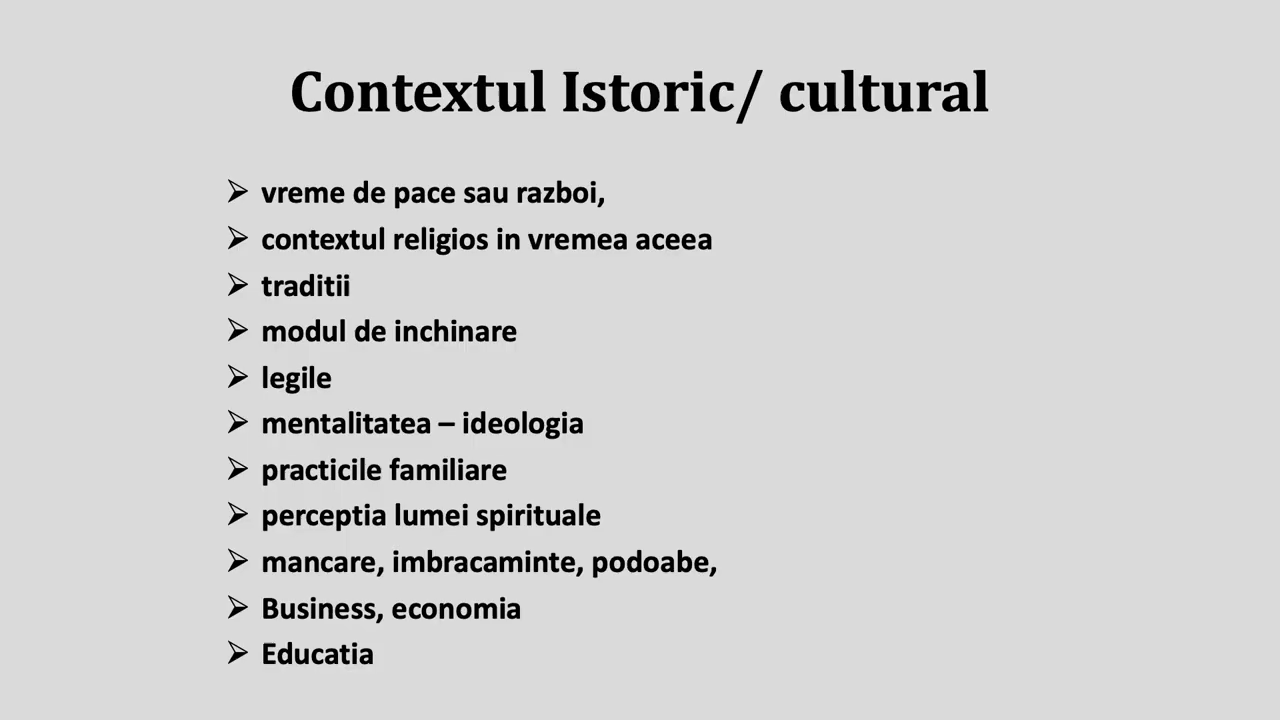 Contextul Istoric/ cultural
➢ vreme de pace sau razboi,
➢ contextul religios in vremea aceea
➢ traditii
➢ modul de inchinare
➢ legile
➢ mentalitatea – ideologia
➢ practicile familiare
➢ perceptia lumei spirituale
➢ mancare, imbracaminte, podoabe,
➢ Business, economia
➢ Educatia